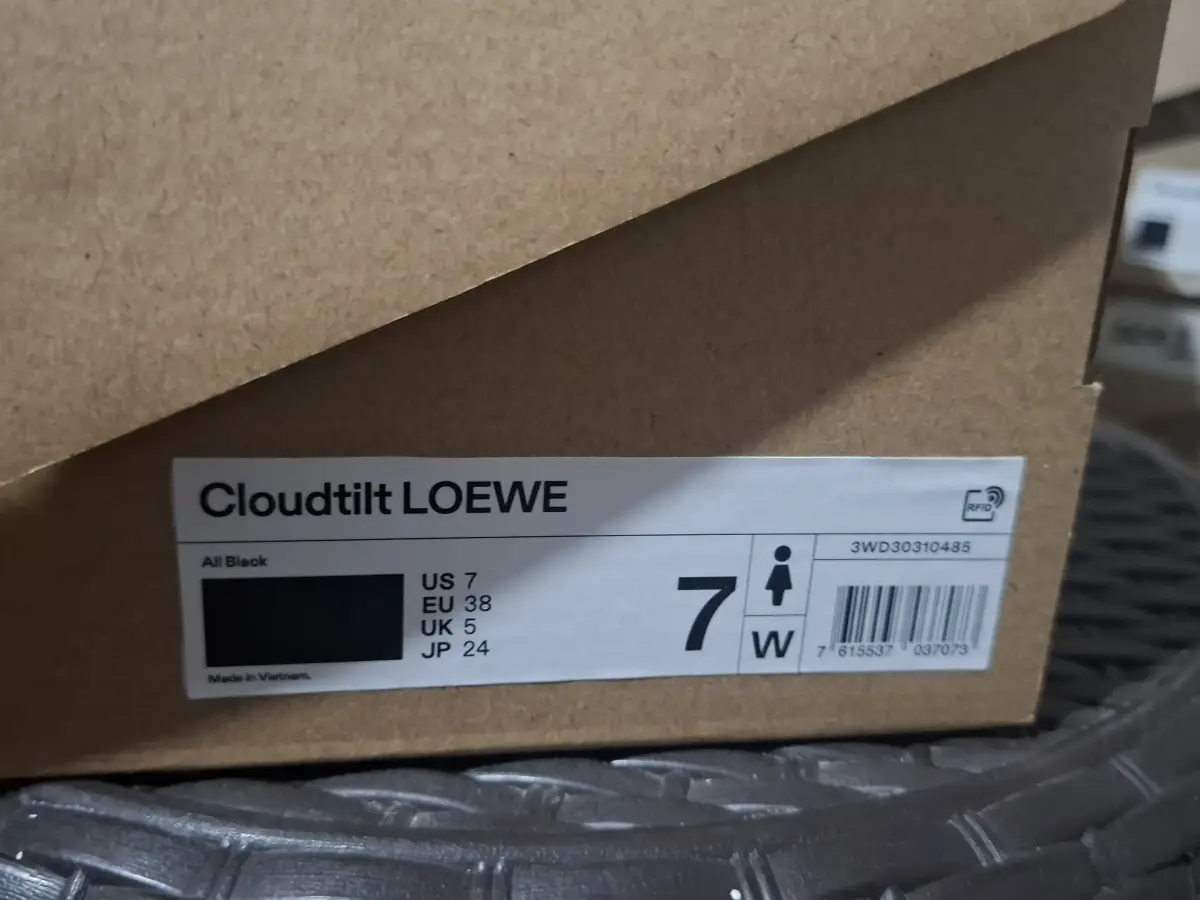 Cloudtilt LOEWE
RFID
All Black
US 7
EU 38
UK 5
JP 24
Made in Vietnam.
7
W
3WD30310485
7 615537 037073